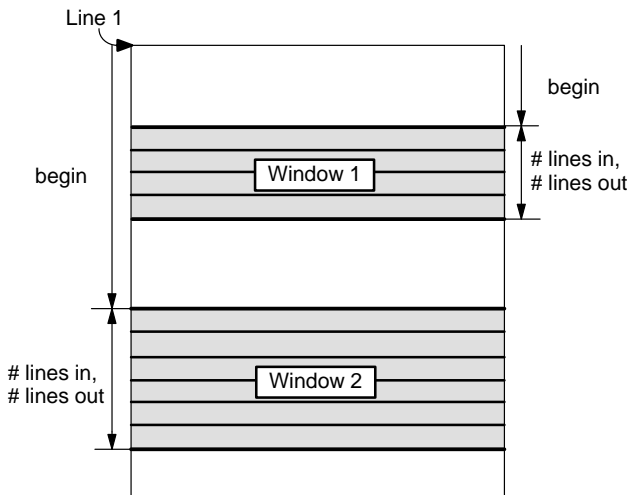 Line 1
begin
# lines in,
# lines out
Window 1
begin
# lines in,
# lines out
Window 2